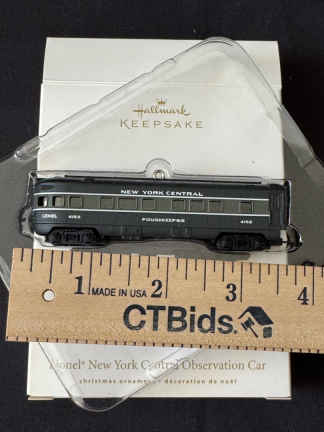 Hallmark
KEEPSAKE
NEW YORK CENTRAL
LIONEL 4153 POUGHKEEPSIE 4153
1 MADE IN USA 2 3 4
CTBids.
Lionel® New York Central Observation Car
christmas ornament • décoration de noël